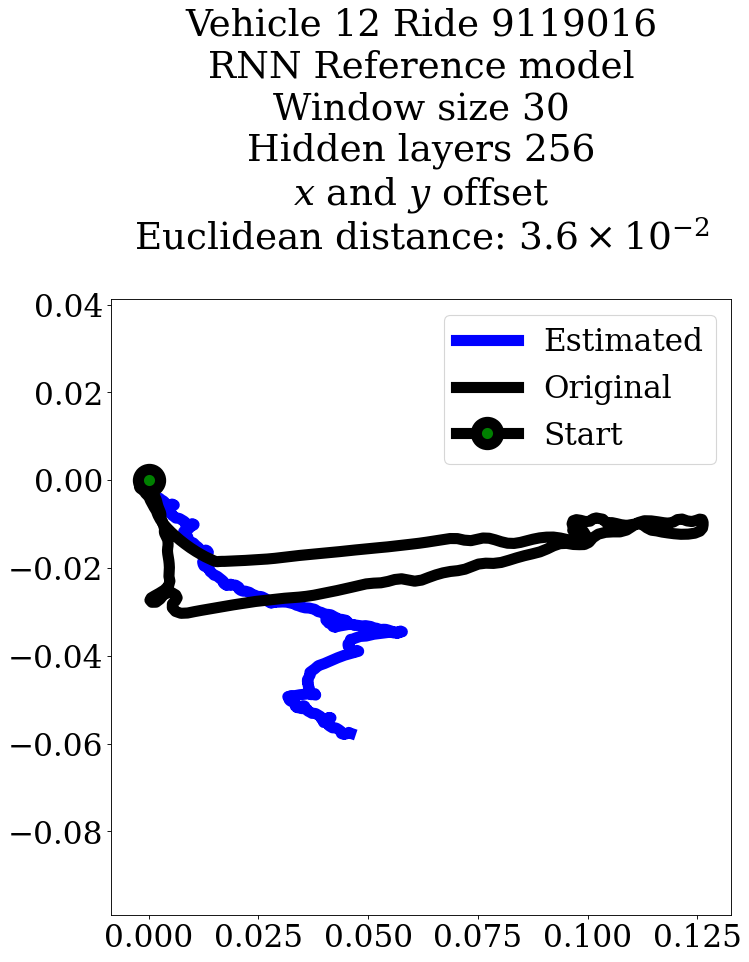 Vehicle 12 Ride 9119016
RNN Reference model
Window size 30
Hidden layers 256
x and y offset
Euclidean distance: 3.6 × 10⁻²
0.04
0.02
0.00
−0.02
−0.04
−0.06
−0.08
Estimated
Original
Start
0.000 0.025 0.050 0.075 0.100 0.125